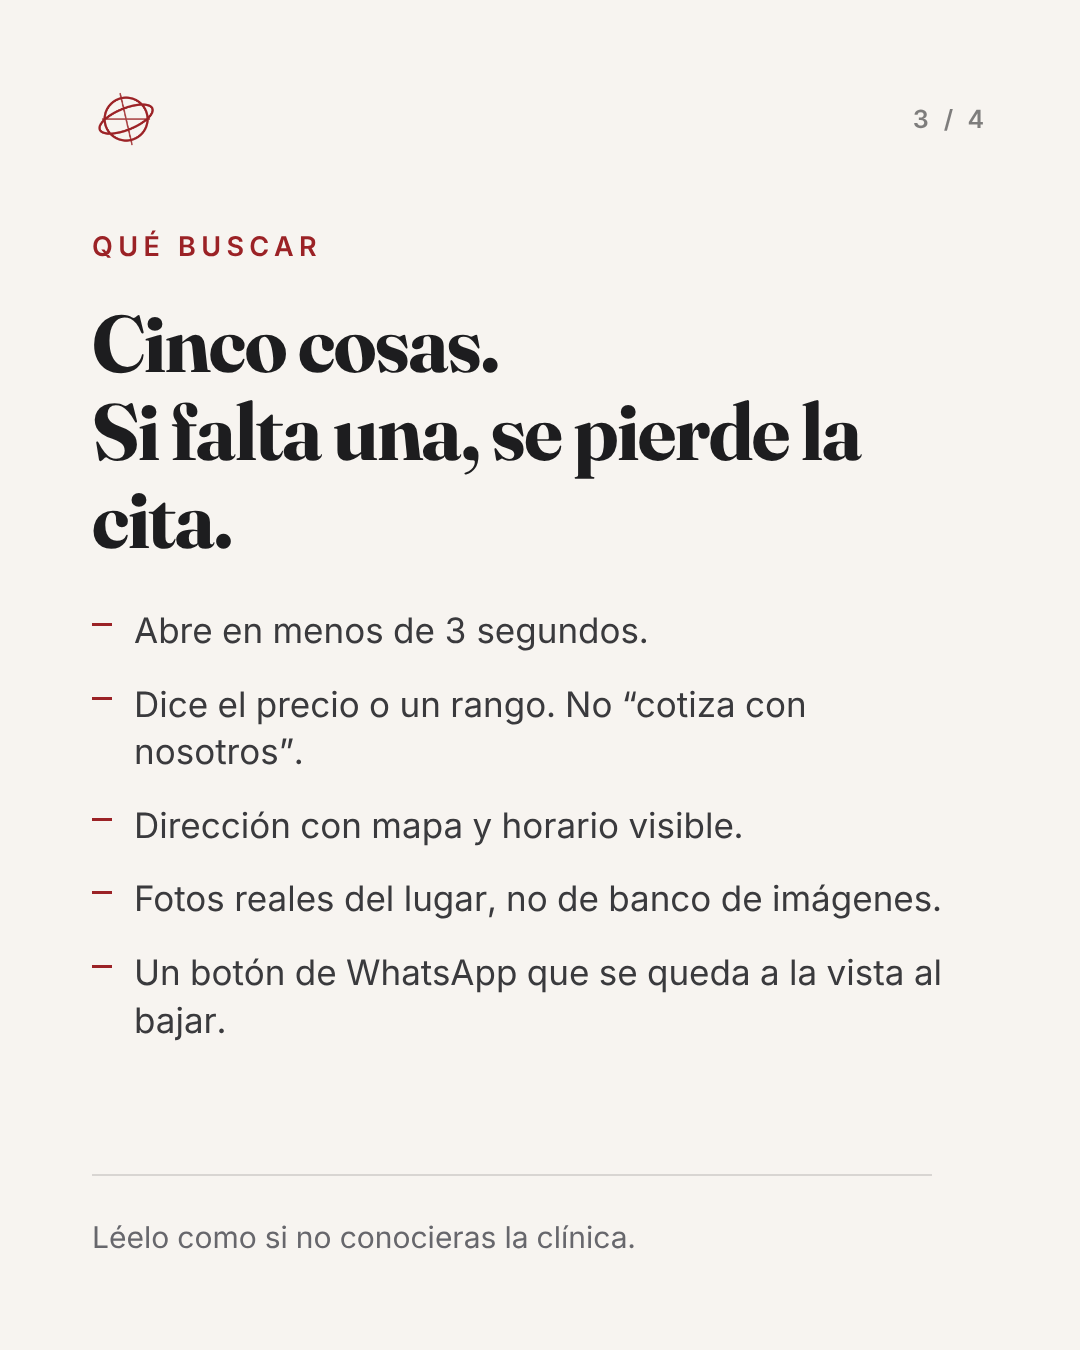 3 / 4
QUÉ BUSCAR
Cinco cosas.
Si falta una, se pierde la
cita.
— Abre en menos de 3 segundos.
— Dice el precio o un rango. No “cotiza con
nosotros”.
— Dirección con mapa y horario visible.
— Fotos reales del lugar, no de banco de imágenes.
— Un botón de WhatsApp que se queda a la vista al
bajar.
Léelo como si no conocieras la clínica.